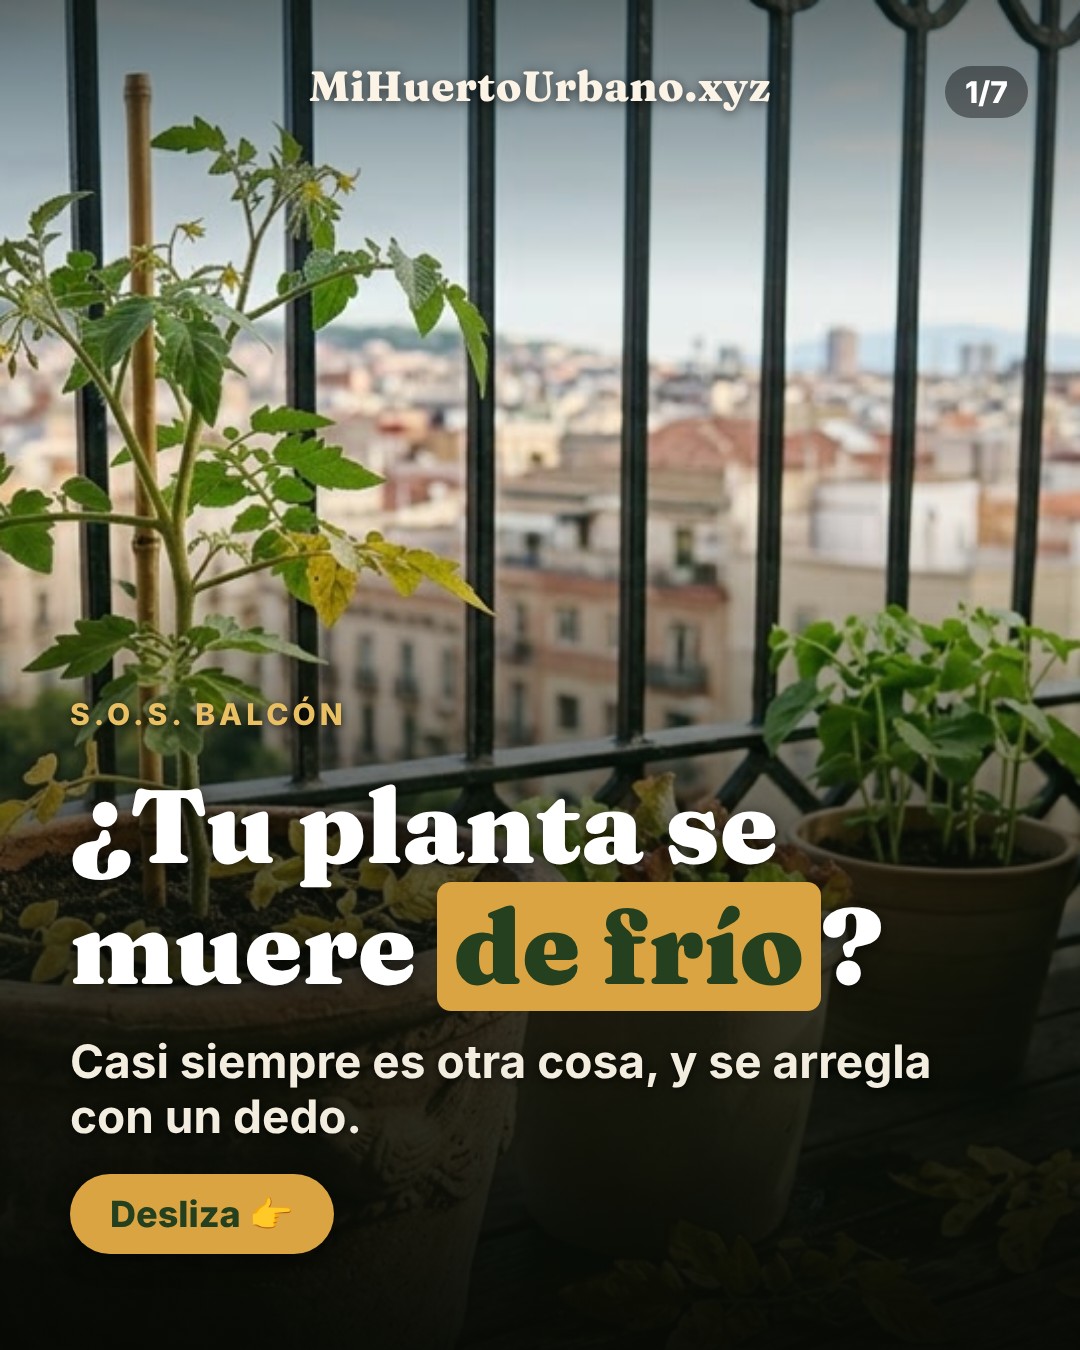 MiHuertoUrbano.xyz
1/7
S.O.S. BALCÓN
¿Tu planta se
muere de frío?
Casi siempre es otra cosa, y se arregla
con un dedo.
Desliza 👉